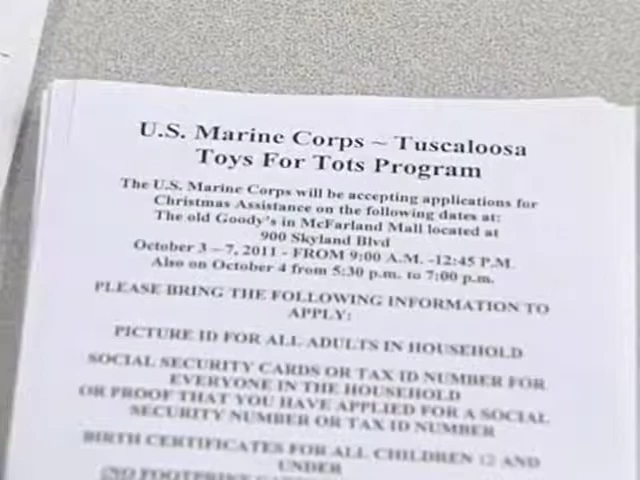 U.S. Marine Corps ~ Tuscaloosa
Toys For Tots Program
The U.S. Marine Corps will be accepting applications for
Christmas Assistance on the following dates at:
The old Goody's in McFarland Mall located at
900 Skyland Blvd
October 3 – 7, 2011 - FROM 9:00 A.M. -12:45 P.M.
Also on October 4 from 5:30 p.m. to 7:00 p.m.
PLEASE BRING THE FOLLOWING INFORMATION TO
APPLY:
PICTURE ID FOR ALL ADULTS IN HOUSEHOLD
SOCIAL SECURITY CARDS OR TAX ID NUMBER FOR
EVERYONE IN THE HOUSEHOLD
OR PROOF THAT YOU HAVE APPLIED FOR A SOCIAL
SECURITY NUMBER OR TAX ID NUMBER
BIRTH CERTIFICATES FOR ALL CHILDREN 12 AND
UNDER
(NO FOOTPRINT